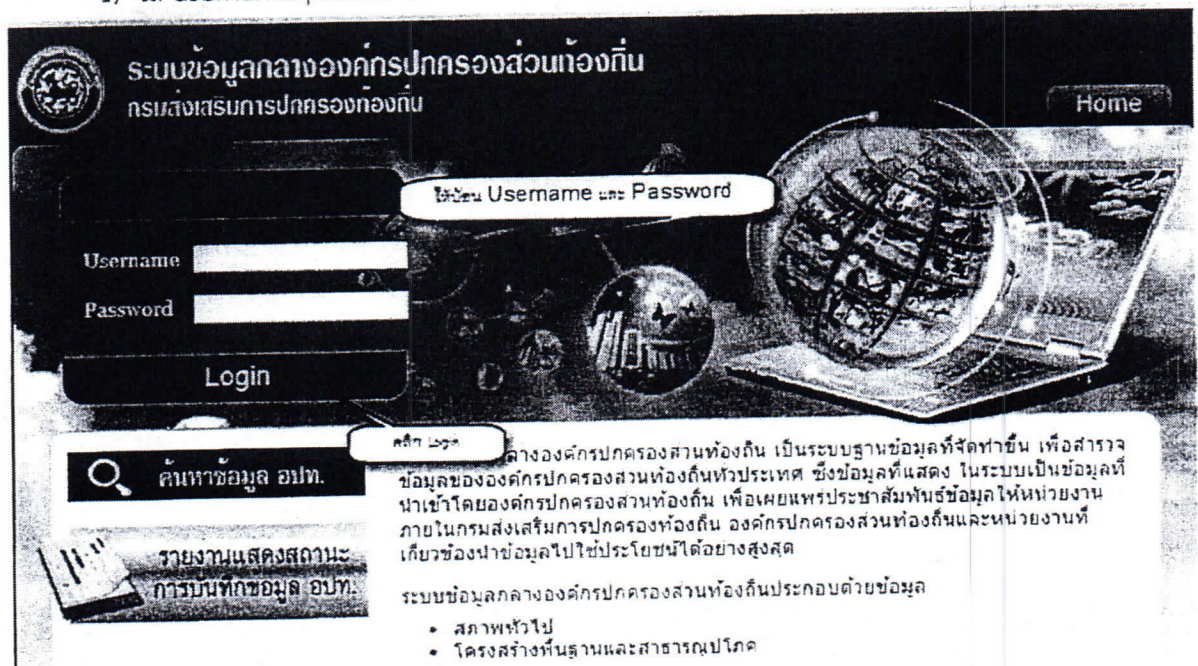 ระบบข้อมูลกลางองค์กรปกครองส่วนท้องถิ่น
กรมส่งเสริมการปกครองท้องถิ่น
Home
ให้ป้อน Username และ Password
Username
Password
Login
คลิก Login
ค้นหาข้อมูล อปท.
รายงานแสดงสถานะ
การบันทึกข้อมูล อปท.
ลางองค์กรปกครองส่วนท้องถิ่น เป็นระบบฐานข้อมูลที่จัดทำขึ้น เพื่อสำรวจ
ข้อมูลขององค์กรปกครองส่วนท้องถิ่นทั่วประเทศ ซึ่งข้อมูลที่แสดง ในระบบเป็นข้อมูลที่
นำเข้าโดยองค์กรปกครองส่วนท้องถิ่น เพื่อเผยแพร่ประชาสัมพันธ์ข้อมูลให้หน่วยงาน
ภายในกรมส่งเสริมการปกครองท้องถิ่น องค์กรปกครองส่วนท้องถิ่นและหน่วยงานที่
เกี่ยวข้องนำข้อมูลไปใช้ประโยชน์ได้อย่างสูงสุด
ระบบข้อมูลกลางองค์กรปกครองส่วนท้องถิ่นประกอบด้วยข้อมูล
• สภาพทั่วไป
• โครงสร้างพื้นฐานและสาธารณูปโภค